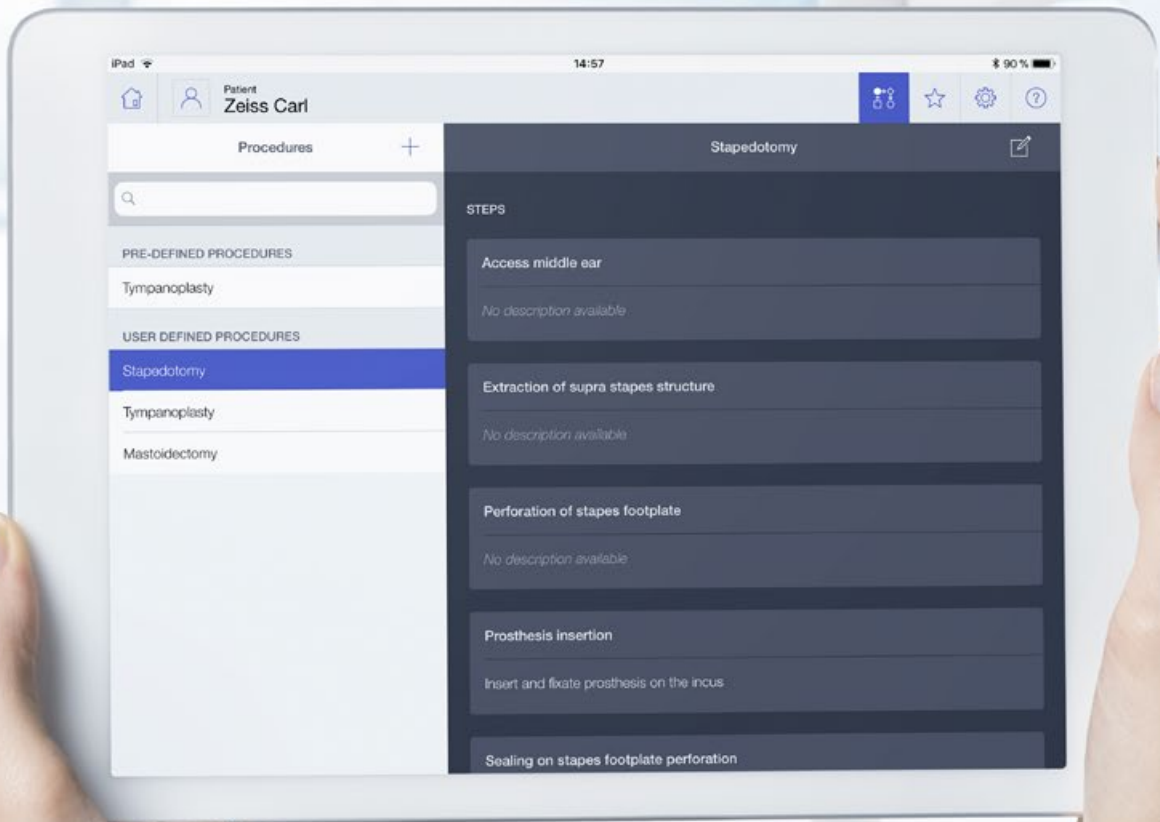 iPad
14:57
90 %
Patient
Zeiss Carl
Procedures
PRE-DEFINED PROCEDURES
Tympanoplasty
USER DEFINED PROCEDURES
Stapedotomy
Tympanoplasty
Mastoidectomy
Stapedotomy
STEPS
Access middle ear
No description available
Extraction of supra stapes structure
No description available
Perforation of stapes footplate
No description available
Prosthesis insertion
Insert and fixate prosthesis on the incus
Sealing on stapes footplate perforation